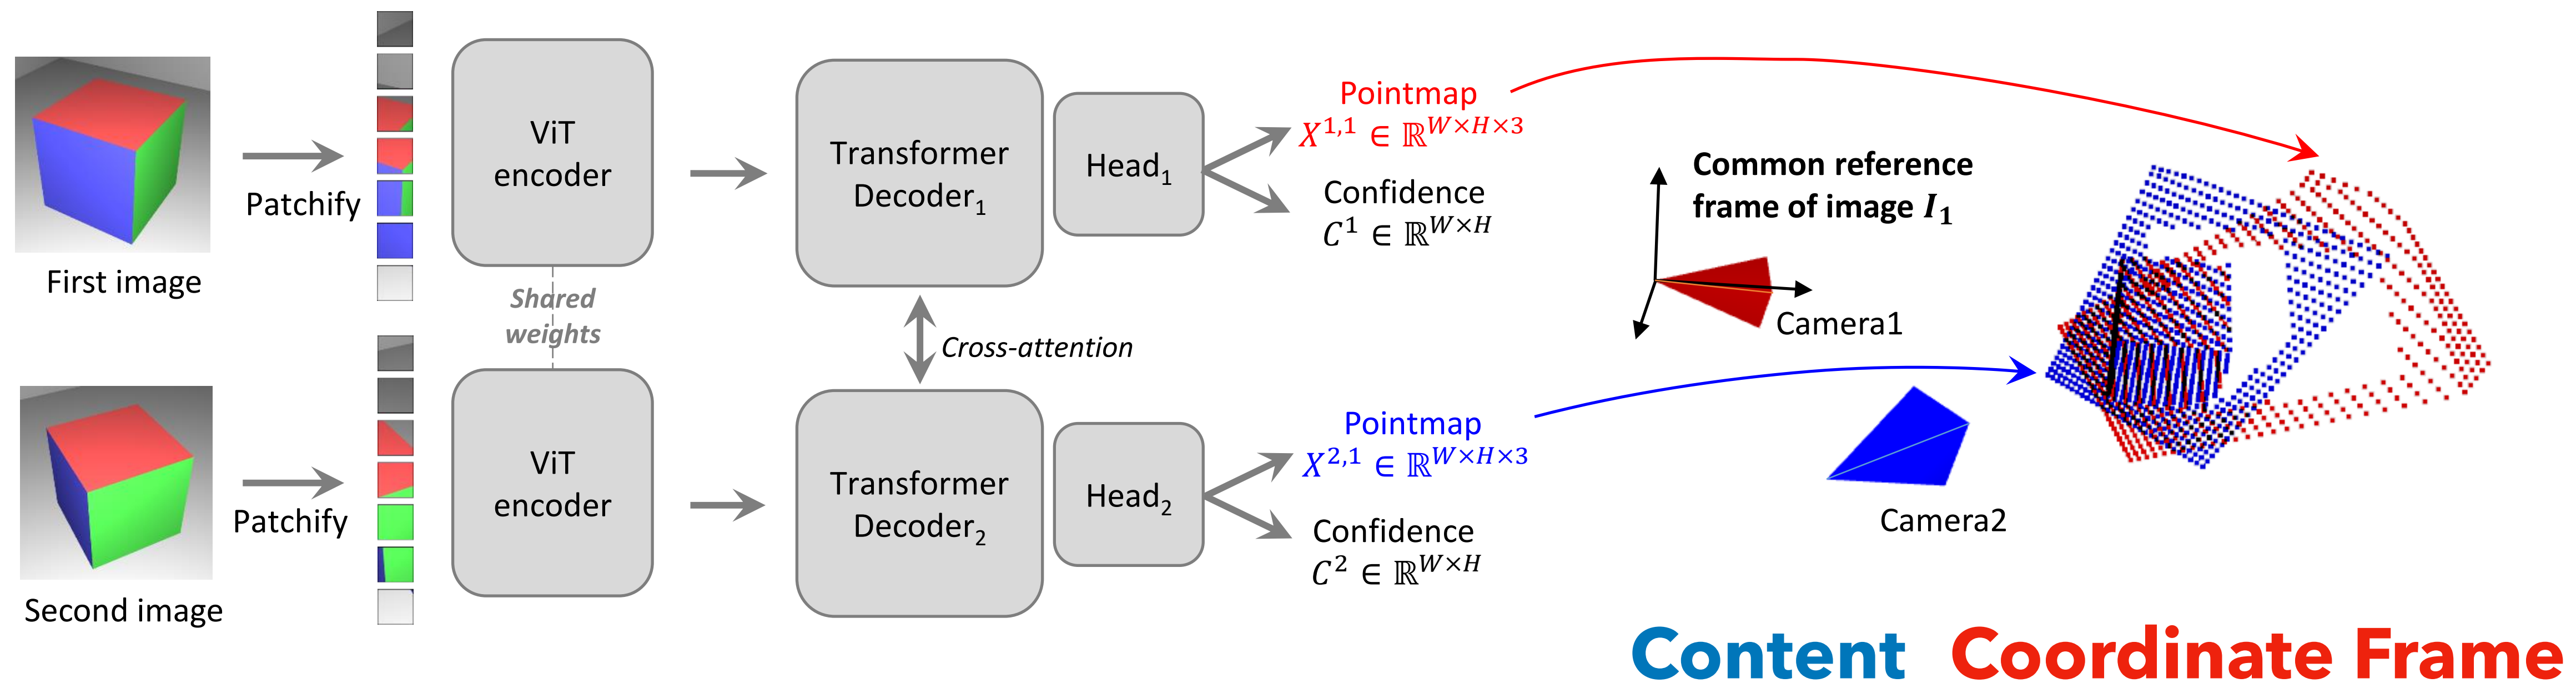 First image
Patchify
ViT
encoder
Transformer
Decoder₁
Head₁
Pointmap
X^{1,1} ∈ ℝ^{W×H×3}
Confidence
C^1 ∈ ℝ^{W×H}
Common reference
frame of image I₁
Camera1
Shared
weights
Cross-attention
Second image
Patchify
ViT
encoder
Transformer
Decoder₂
Head₂
Pointmap
X^{2,1} ∈ ℝ^{W×H×3}
Confidence
C^2 ∈ ℝ^{W×H}
Camera2
Content Coordinate Frame